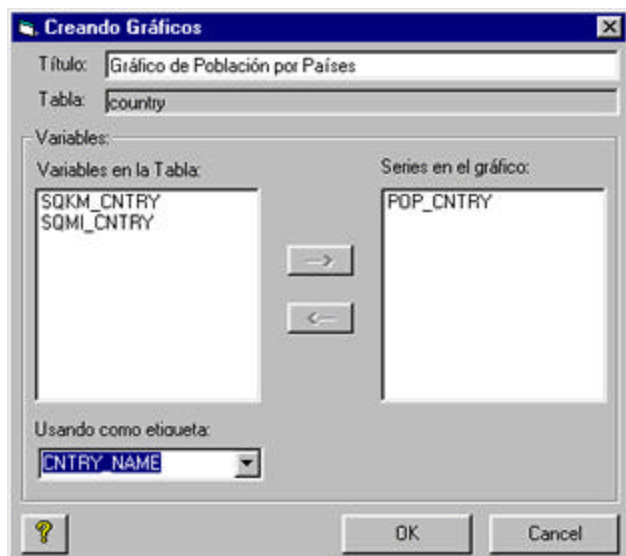 Creando Gráficos
Título: Gráfico de Población por Países
Tabla: country
Variables:
Variables en la Tabla:
Series en el gráfico:
SQKM_CNTRY
SQMI_CNTRY
POP_CNTRY
-->
<--
Usando como etiqueta:
CNTRY_NAME
?
OK
Cancel